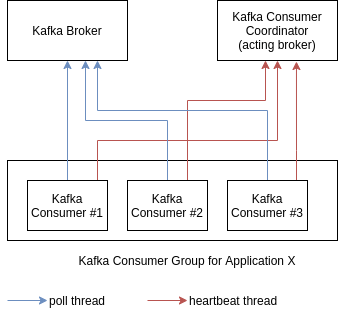 Kafka Broker
Kafka Consumer
Coordinator
(acting broker)
Kafka
Consumer #1
Kafka
Consumer #2
Kafka
Consumer #3
Kafka Consumer Group for Application X
poll thread
heartbeat thread